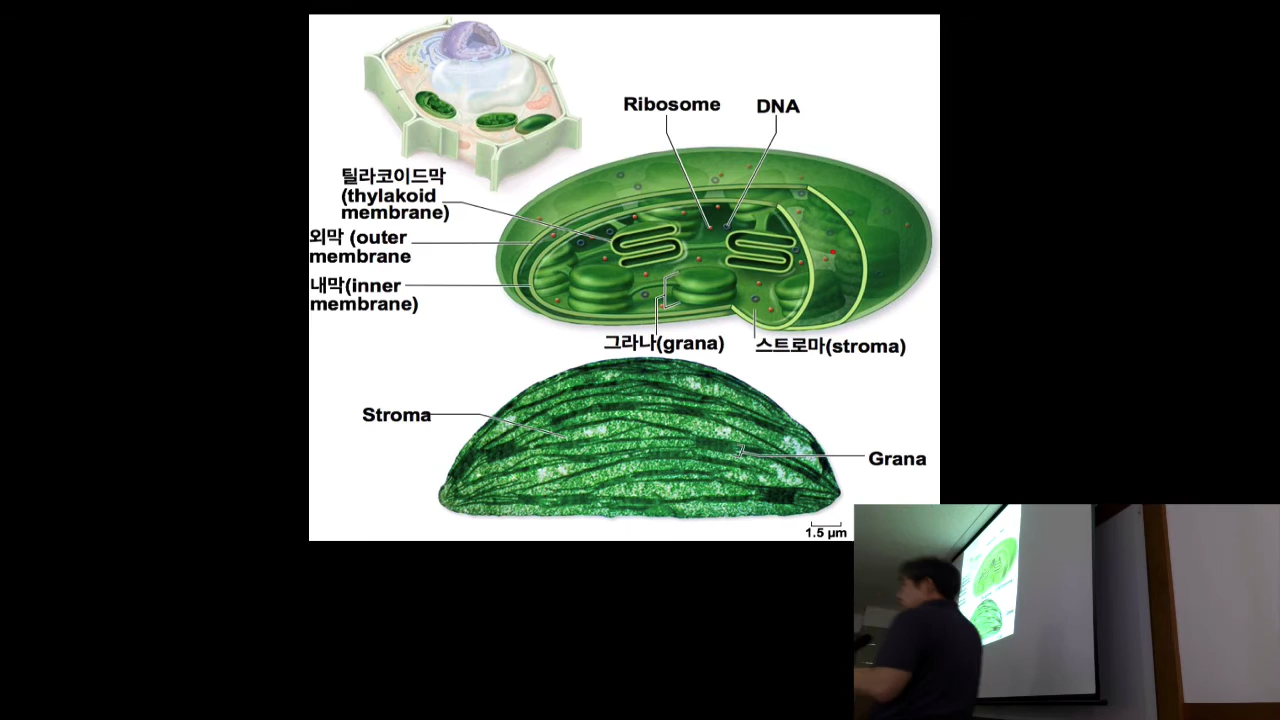 Ribosome
DNA
틸라코이드막
(thylakoid
membrane)
외막 (outer
membrane
내막(inner
membrane)
그라나(grana)
스트로마(stroma)
Stroma
Grana
1.5 µm